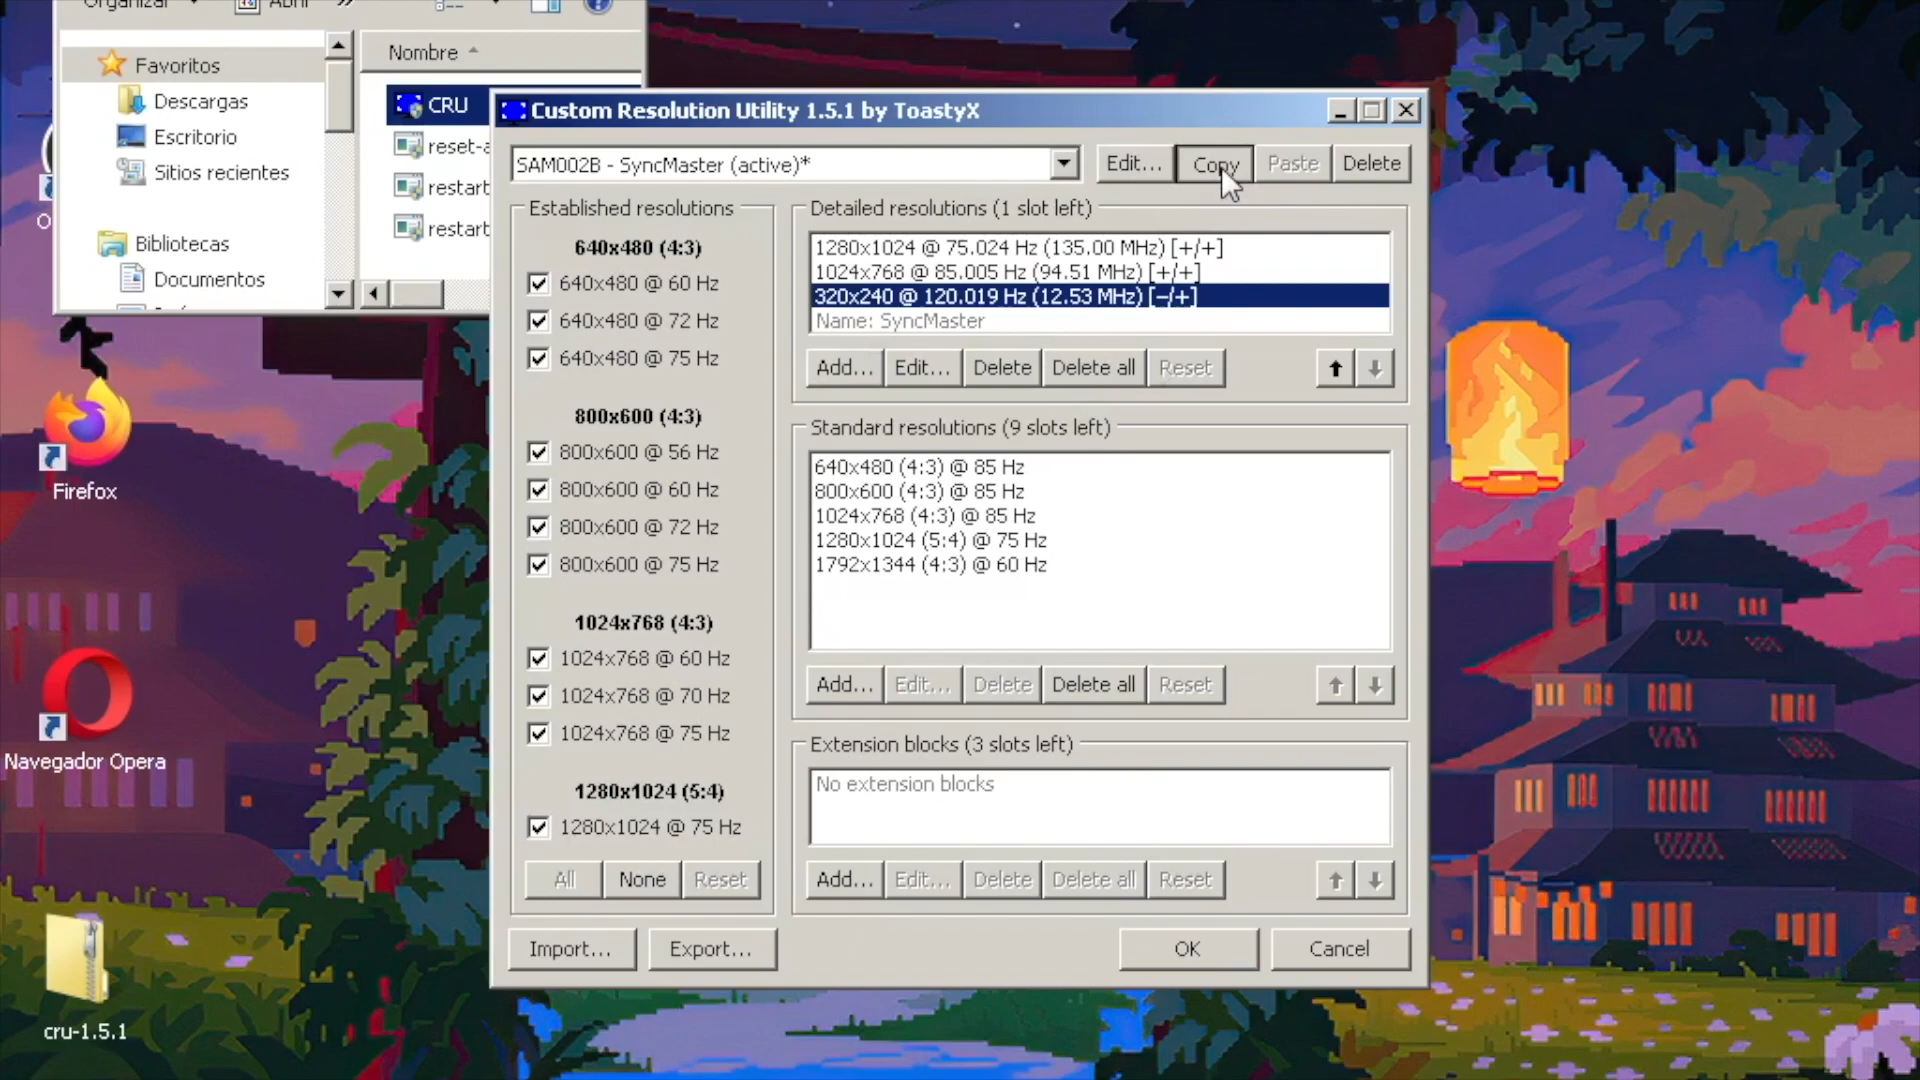 Organizar
Abrir
Favoritos
Descargas
Escritorio
Sitios recientes
Bibliotecas
Documentos
Nombre
CRU
reset-a
restart
restart
Firefox
Navegador Opera
cru-1.5.1
Custom Resolution Utility 1.5.1 by ToastyX
SAM002B - SyncMaster (active)*
Edit...
Copy
Paste
Delete
Established resolutions
640x480 (4:3)
640x480 @ 60 Hz
640x480 @ 72 Hz
640x480 @ 75 Hz
800x600 (4:3)
800x600 @ 56 Hz
800x600 @ 60 Hz
800x600 @ 72 Hz
800x600 @ 75 Hz
1024x768 (4:3)
1024x768 @ 60 Hz
1024x768 @ 70 Hz
1024x768 @ 75 Hz
1280x1024 (5:4)
1280x1024 @ 75 Hz
All
None
Reset
Detailed resolutions (1 slot left)
1280x1024 @ 75.024 Hz (135.00 MHz) [+/+]
1024x768 @ 85.005 Hz (94.51 MHz) [+/+]
320x240 @ 120.019 Hz (12.53 MHz) [−/+]
Name: SyncMaster
Add...
Edit...
Delete
Delete all
Reset
Standard resolutions (9 slots left)
640x480 (4:3) @ 85 Hz
800x600 (4:3) @ 85 Hz
1024x768 (4:3) @ 85 Hz
1280x1024 (5:4) @ 75 Hz
1792x1344 (4:3) @ 60 Hz
Add...
Edit...
Delete
Delete all
Reset
Extension blocks (3 slots left)
No extension blocks
Add...
Edit...
Delete
Delete all
Reset
Import...
Export...
OK
Cancel